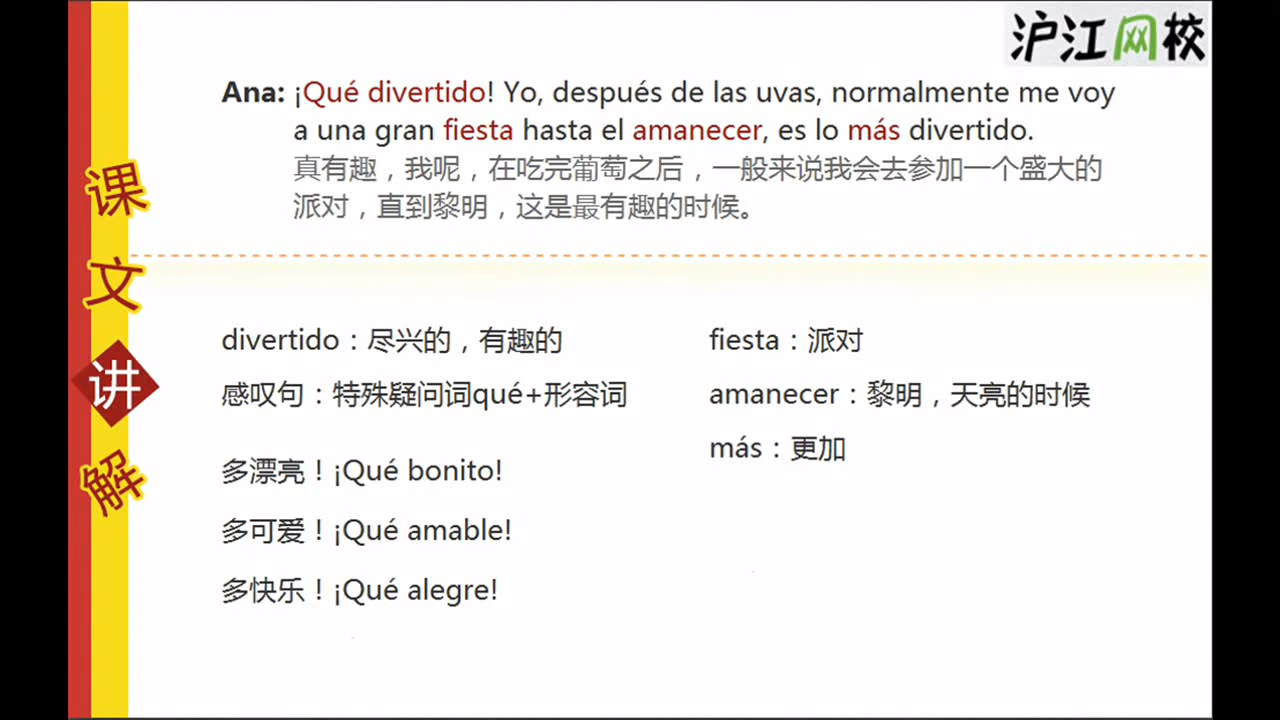 沪江网校
Ana: ¡Qué divertido! Yo, después de las uvas, normalmente me voy
a una gran fiesta hasta el amanecer, es lo más divertido.
真有趣，我呢，在吃完葡萄之后，一般来说我会去参加一个盛大的
派对，直到黎明，这是最有趣的时候。
课
文
讲
解
divertido：尽兴的，有趣的
感叹句：特殊疑问词qué+形容词
多漂亮！¡Qué bonito!
多可爱！¡Qué amable!
多快乐！¡Qué alegre!
fiesta：派对
amanecer：黎明，天亮的时候
más：更加